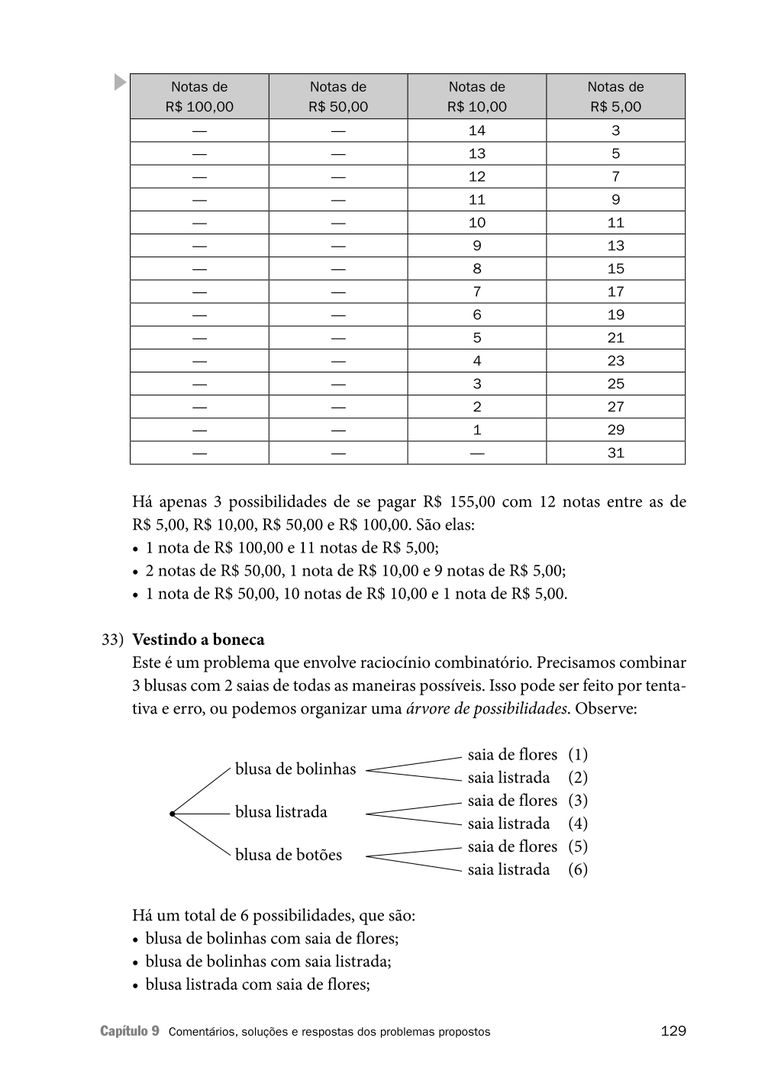 Notas de Notas de Notas de Notas de
R$ 100,00 R$ 50,00 R$ 10,00 R$ 5,00
— — 14 3
— — 13 5
— — 12 7
— — 11 9
— — 10 11
— — 9 13
— — 8 15
— — 7 17
— — 6 19
— — 5 21
— — 4 23
— — 3 25
— — 2 27
— — 1 29
— — — 31
Há apenas 3 possibilidades de se pagar R$ 155,00 com 12 notas entre as de
R$ 5,00, R$ 10,00, R$ 50,00 e R$ 100,00. São elas:
• 1 nota de R$ 100,00 e 11 notas de R$ 5,00;
• 2 notas de R$ 50,00, 1 nota de R$ 10,00 e 9 notas de R$ 5,00;
• 1 nota de R$ 50,00, 10 notas de R$ 10,00 e 1 nota de R$ 5,00.
33) Vestindo a boneca
Este é um problema que envolve raciocínio combinatório. Precisamos combinar
3 blusas com 2 saias de todas as maneiras possíveis. Isso pode ser feito por tenta-
tiva e erro, ou podemos organizar uma árvore de possibilidades. Observe:
blusa de bolinhas
saia de flores (1)
saia listrada (2)
blusa listrada
saia de flores (3)
saia listrada (4)
blusa de botões
saia de flores (5)
saia listrada (6)
Há um total de 6 possibilidades, que são:
• blusa de bolinhas com saia de flores;
• blusa de bolinhas com saia listrada;
• blusa listrada com saia de flores;
Capítulo 9 Comentários, soluções e respostas dos problemas propostos 129